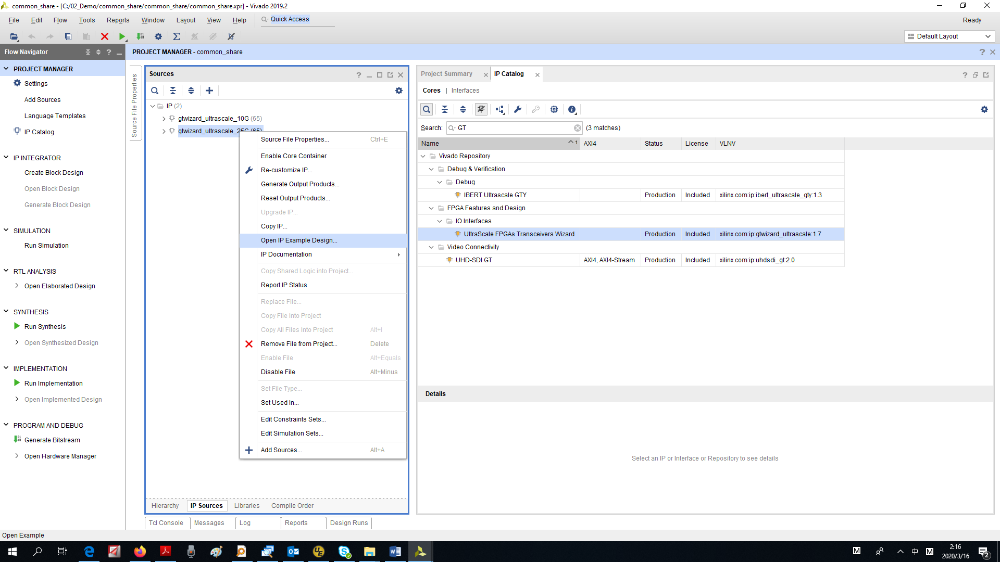 common_share - [C:/02_Demo/common_share/common_share/common_share.xpr] - Vivado 2019.2
File Edit Flow Tools Reports Window Layout View Help Quick Access Ready
Default Layout
Flow Navigator
PROJECT MANAGER
Settings
Add Sources
Language Templates
IP Catalog
IP INTEGRATOR
Create Block Design
Open Block Design
Generate Block Design
SIMULATION
Run Simulation
RTL ANALYSIS
Open Elaborated Design
SYNTHESIS
Run Synthesis
Open Synthesized Design
IMPLEMENTATION
Run Implementation
Open Implemented Design
PROGRAM AND DEBUG
Generate Bitstream
Open Hardware Manager
PROJECT MANAGER - common_share
Source File Properties
Sources
IP (2)
gtwizard_ultrascale_10G (65)
gtwizard_ultrascale_25G (65)
Source File Properties... Ctrl+E
Enable Core Container
Re-customize IP...
Generate Output Products...
Reset Output Products...
Upgrade IP...
Copy IP...
Open IP Example Design...
IP Documentation
Copy Shared Logic into Project...
Report IP Status
Replace File...
Copy File Into Project
Copy All Files Into Project Alt+I
Remove File from Project... Delete
Enable File Alt+Equals
Disable File Alt+Minus
Set File Type...
Set Used In...
Edit Constraints Sets...
Edit Simulation Sets...
Add Sources... Alt+A
Hierarchy IP Sources Libraries Compile Order
Tcl Console Messages Log Reports Design Runs
Project Summary IP Catalog
Cores | Interfaces
Search: GT (3 matches)
Name 1 AXI4 Status License VLNV
Vivado Repository
Debug & Verification
Debug
IBERT Ultrascale GTY Production Included xilinx.com:ip:ibert_ultrascale_gty:1.3
FPGA Features and Design
IO Interfaces
UltraScale FPGAs Transceivers Wizard Production Included xilinx.com:ip:gtwizard_ultrascale:1.7
Video Connectivity
UHD-SDI GT AXI4, AXI4-Stream Production Included xilinx.com:ip:uhdsdi_gt:2.0
Details
Select an IP or Interface or Repository to see details
Open Example
中
2:16
2020/3/16
2